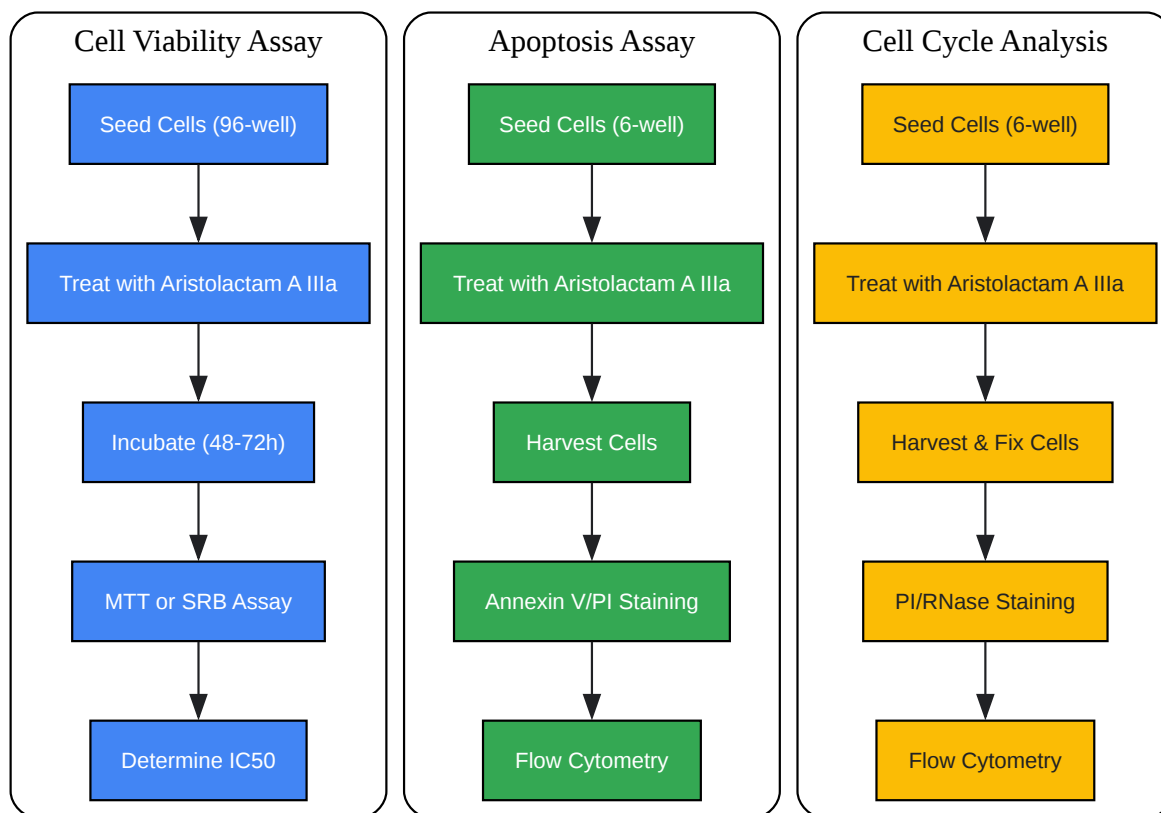 Cell Viability Assay
Seed Cells (96-well)
Treat with Aristolactam A IIIa
Incubate (48-72h)
MTT or SRB Assay
Determine IC50
Apoptosis Assay
Seed Cells (6-well)
Treat with Aristolactam A IIIa
Harvest Cells
Annexin V/PI Staining
Flow Cytometry
Cell Cycle Analysis
Seed Cells (6-well)
Treat with Aristolactam A IIIa
Harvest & Fix Cells
PI/RNase Staining
Flow Cytometry